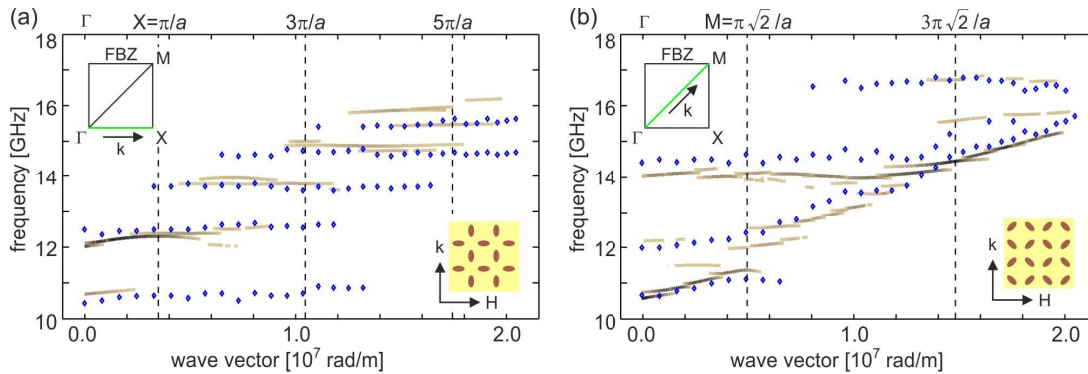 (a)
Γ X=π/a 3π/a 5π/a
18
16
14
12
10
frequency [GHz]
FBZ
M
Γ
k
X
k
H
0.0 1.0 2.0
wave vector [10⁷ rad/m]
(b)
Γ M=π√2/a 3π√2/a
18
16
14
12
10
frequency [GHz]
FBZ
M
k
Γ
X
k
H
0.0 1.0 2.0
wave vector [10⁷ rad/m]